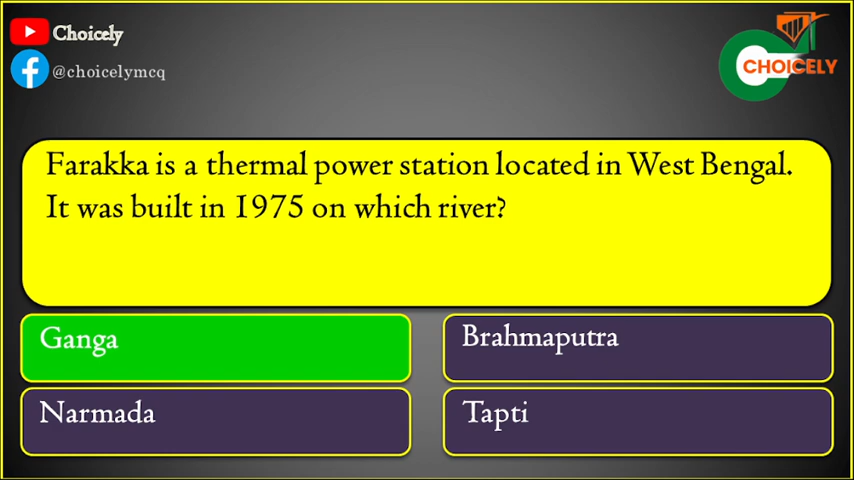 Choicely
@choicelymcq
CHOICELY
Farakka is a thermal power station located in West Bengal.
It was built in 1975 on which river?
Ganga
Brahmaputra
Narmada
Tapti